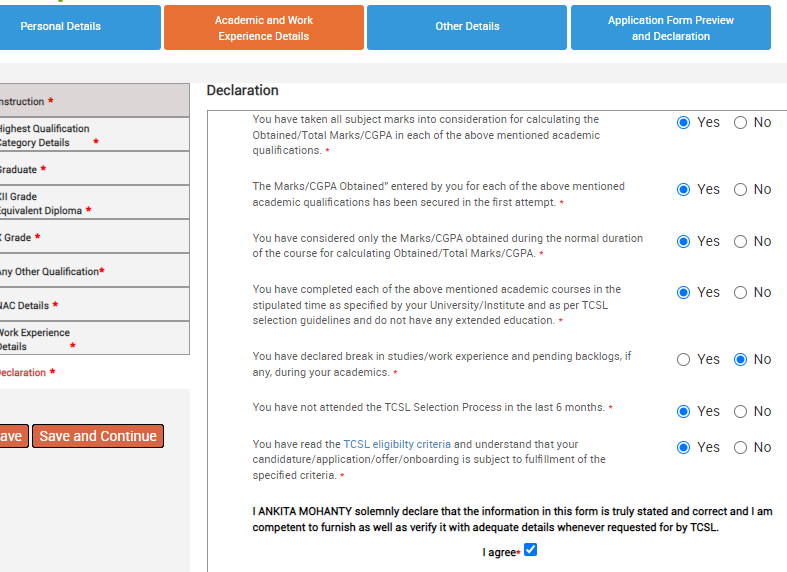 Personal Details
Academic and Work
Experience Details
Other Details
Application Form Preview
and Declaration
nstruction *
ighest Qualification
Category Details *
Graduate *
XII Grade
Equivalent Diploma *
X Grade *
Any Other Qualification*
NAC Details *
Work Experience
Details *
eclaration *
ave
Save and Continue
Declaration
You have taken all subject marks into consideration for calculating the
Obtained/Total Marks/CGPA in each of the above mentioned academic
qualifications. *
Yes No
The Marks/CGPA Obtained" entered by you for each of the above mentioned
academic qualifications has been secured in the first attempt. *
Yes No
You have considered only the Marks/CGPA obtained during the normal duration
of the course for calculating Obtained/Total Marks/CGPA. *
Yes No
You have completed each of the above mentioned academic courses in the
stipulated time as specified by your University/Institute and as per TCSL
selection guidelines and do not have any extended education. *
Yes No
You have declared break in studies/work experience and pending backlogs, if
any, during your academics. *
Yes No
You have not attended the TCSL Selection Process in the last 6 months. *
Yes No
You have read the TCSL eligibilty criteria and understand that your
candidature/application/offer/onboarding is subject to fulfillment of the
specified criteria. *
Yes No
I ANKITA MOHANTY solemnly declare that the information in this form is truly stated and correct and I am
competent to furnish as well as verify it with adequate details whenever requested for by TCSL.
I agree*